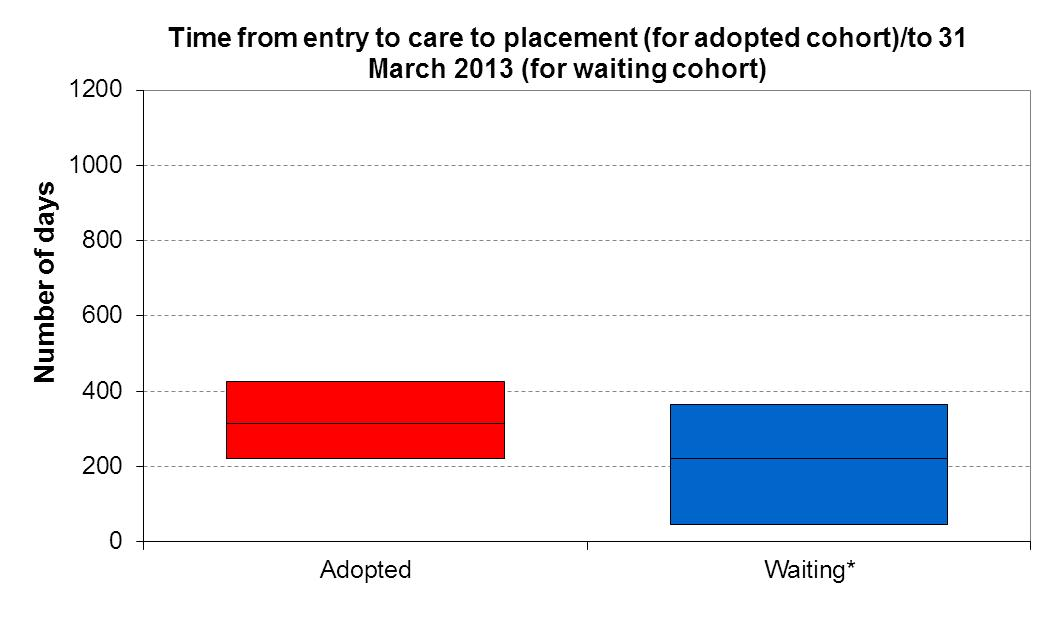 Time from entry to care to placement (for adopted cohort)/to 31
March 2013 (for waiting cohort)
1200
1000
800
600
400
200
0
Number of days
Adopted
Waiting*